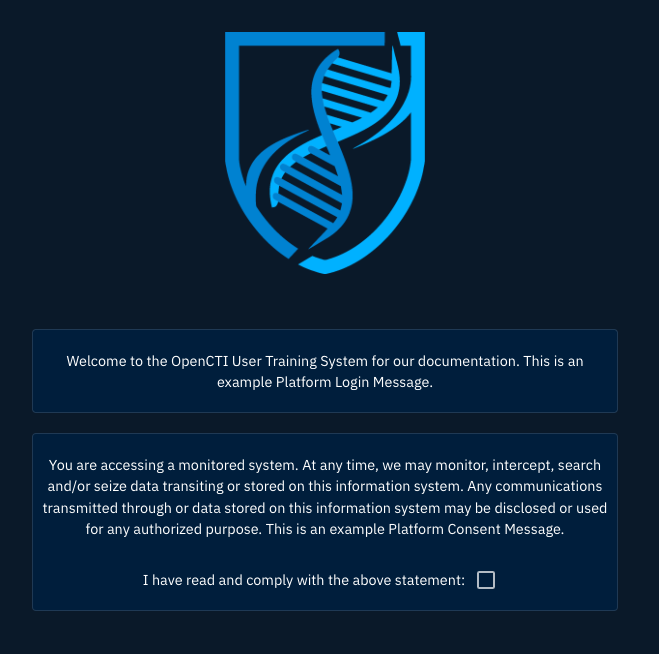 Welcome to the OpenCTI User Training System for our documentation. This is an
example Platform Login Message.
You are accessing a monitored system. At any time, we may monitor, intercept, search
and/or seize data transiting or stored on this information system. Any communications
transmitted through or data stored on this information system may be disclosed or used
for any authorized purpose. This is an example Platform Consent Message.
I have read and comply with the above statement: